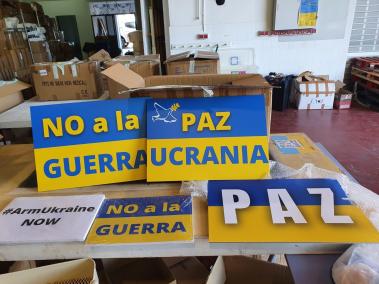 NO a la
GUERRA
PAZ
UCRANIA
#ArmUkraine
NOW
NO a la
GUERRA
PAZ